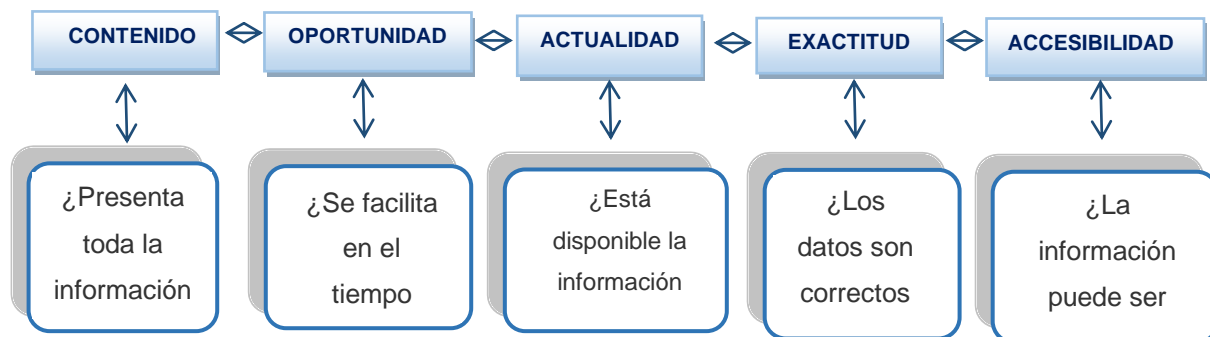 CONTENIDO
OPORTUNIDAD
ACTUALIDAD
EXACTITUD
ACCESIBILIDAD
¿Presenta
toda la
información
¿Se facilita
en el
tiempo
¿Está
disponible la
información
¿Los
datos son
correctos
¿La
información
puede ser